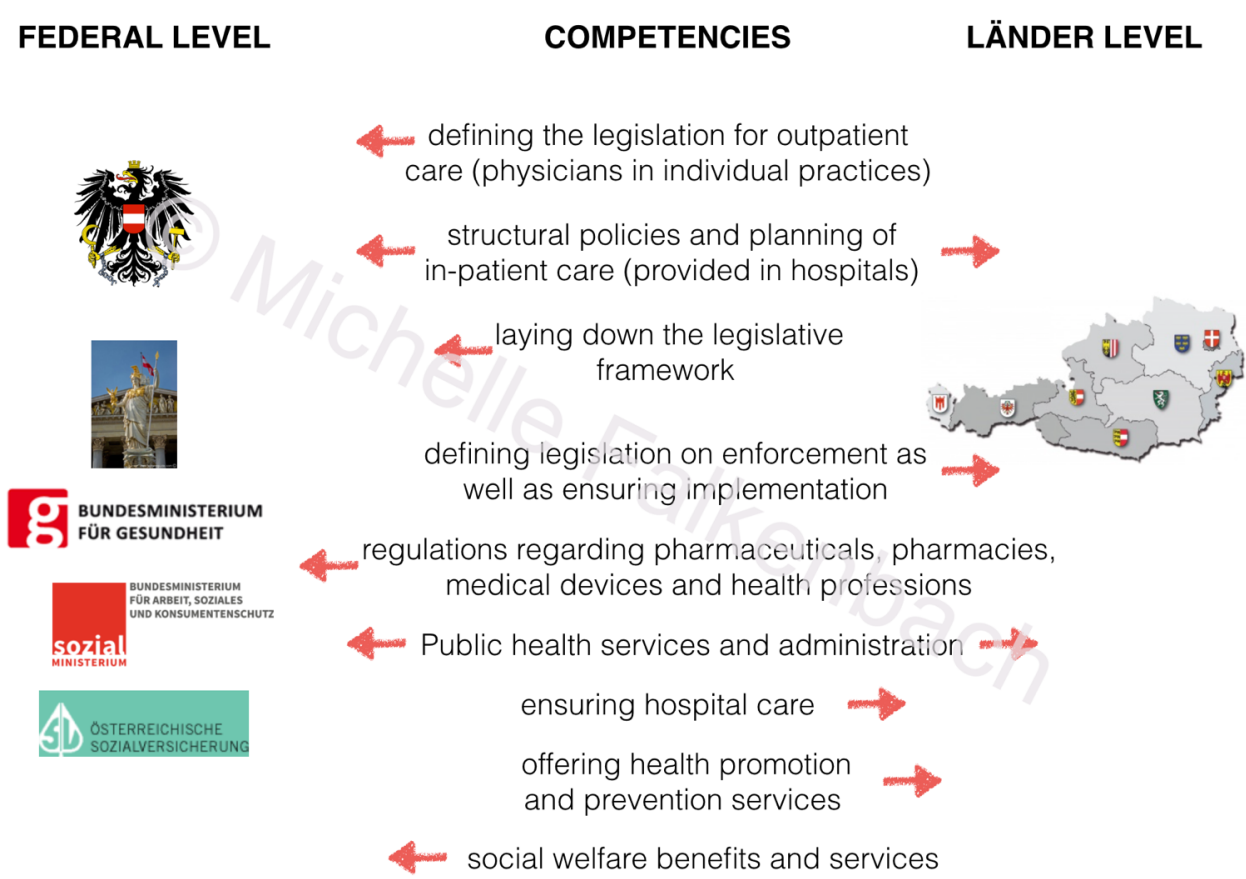 FEDERAL LEVEL
COMPETENCIES
LÄNDER LEVEL
defining the legislation for outpatient
care (physicians in individual practices)
structural policies and planning of
in-patient care (provided in hospitals)
laying down the legislative
framework
defining legislation on enforcement as
well as ensuring implementation
regulations regarding pharmaceuticals, pharmacies,
medical devices and health professions
Public health services and administration
ensuring hospital care
offering health promotion
and prevention services
social welfare benefits and services
g
BUNDESMINISTERIUM
FÜR GESUNDHEIT
BUNDESMINISTERIUM
FÜR ARBEIT, SOZIALES
UND KONSUMENTENSCHUTZ
sozial
MINISTERIUM
SV
ÖSTERREICHISCHE
SOZIALVERSICHERUNG
© Michelle Falkenbach